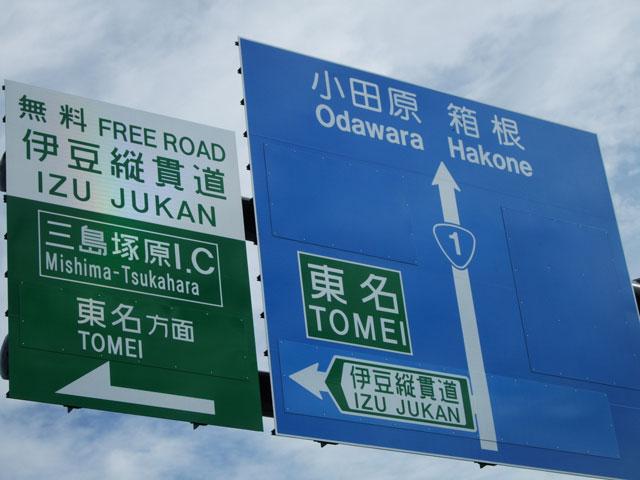 無料 FREE ROAD
伊豆縦貫道
IZU JUKAN
三島塚原I.C
Mishima-Tsukahara
東名方面
TOMEI
小田原 箱根
Odawara Hakone
1
東名
TOMEI
伊豆縦貫道
IZU JUKAN